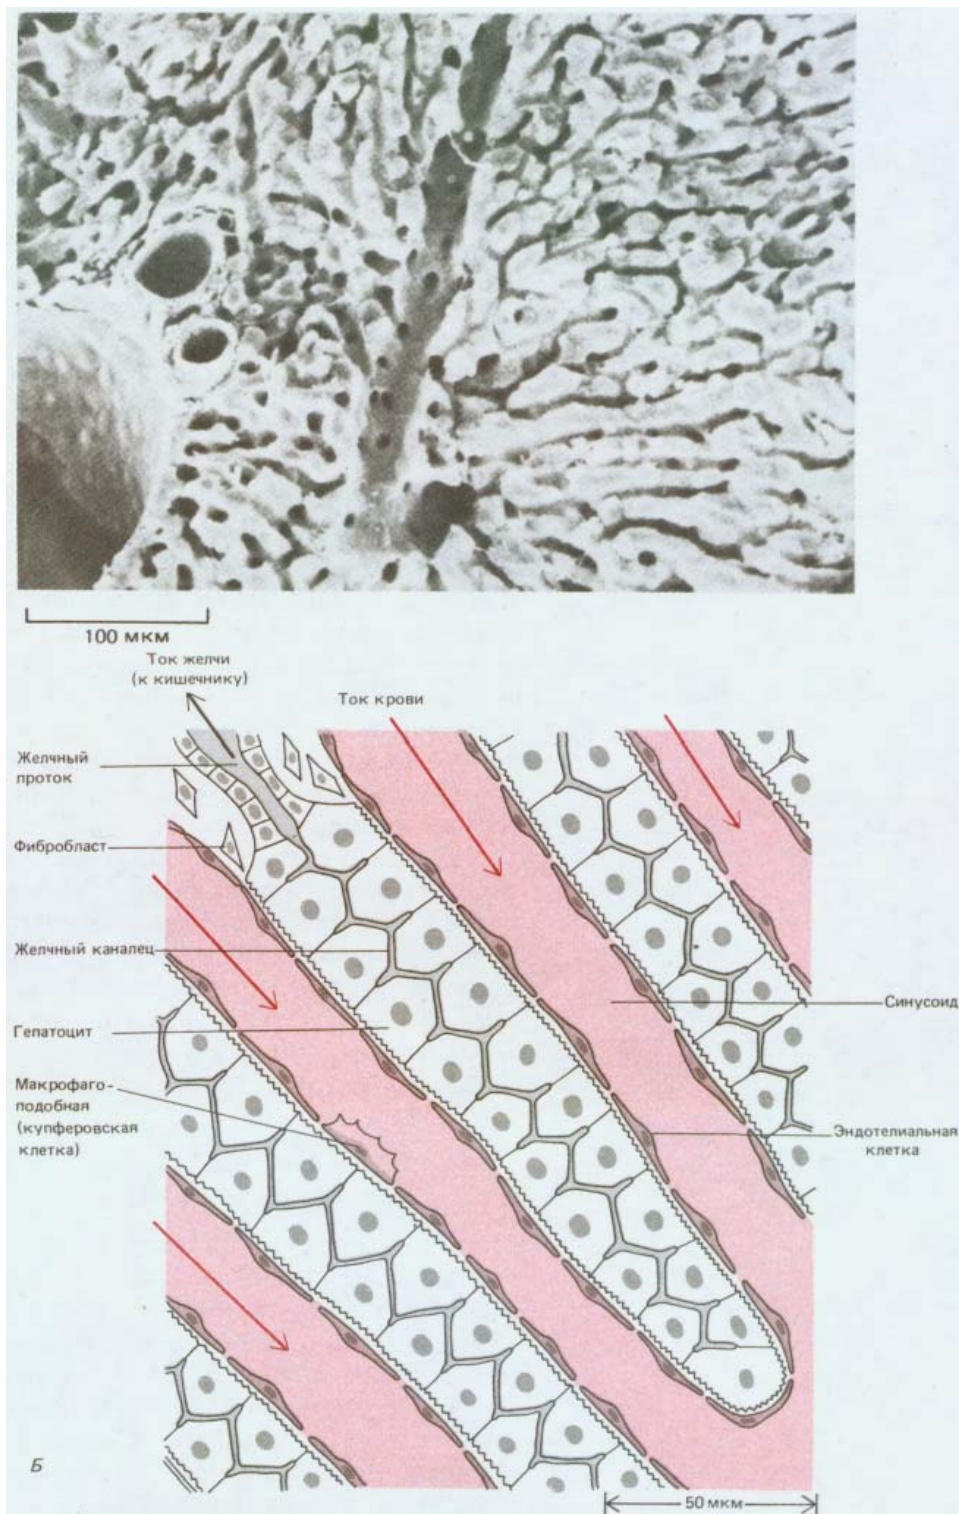 100 мкм
Ток желчи
(к кишечнику)
Ток крови
Желчный
проток
Фибробласт
Желчный каналец
Гепатоцит
Макрофаго-
подобная
(купферовская
клетка)
Синусоид
Эндотелиальная
клетка
Б
50 мкм